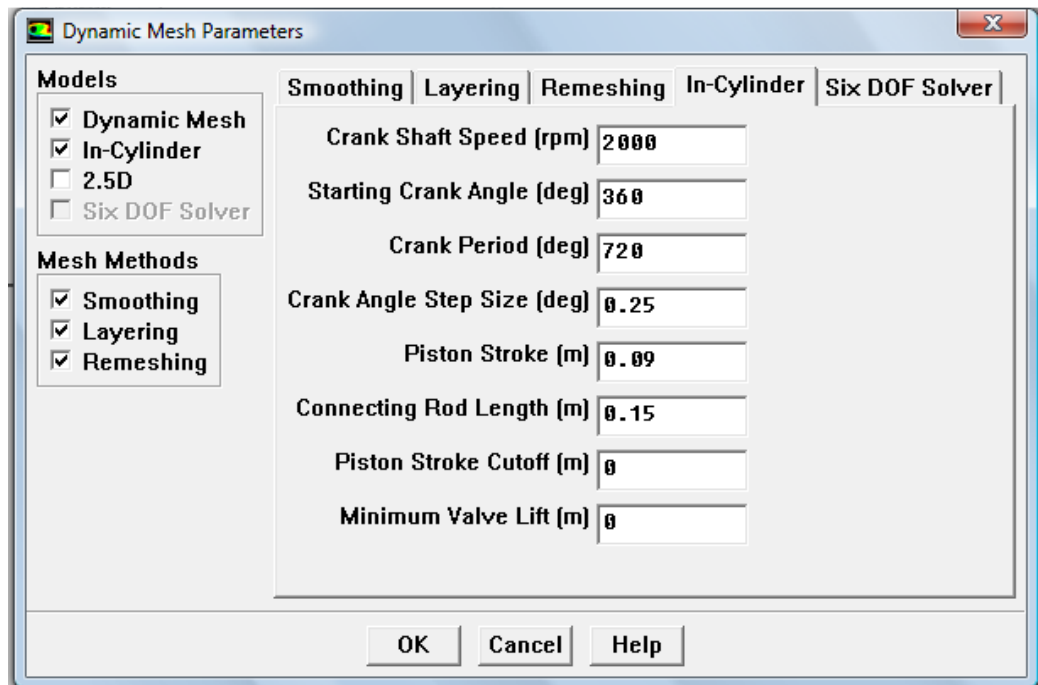 Dynamic Mesh Parameters
Models
Dynamic Mesh
In-Cylinder
2.5D
Six DOF Solver
Mesh Methods
Smoothing
Layering
Remeshing
Smoothing Layering Remeshing In-Cylinder Six DOF Solver
Crank Shaft Speed (rpm) 2000
Starting Crank Angle (deg) 360
Crank Period (deg) 720
Crank Angle Step Size (deg) 0.25
Piston Stroke (m) 0.09
Connecting Rod Length (m) 0.15
Piston Stroke Cutoff (m) 0
Minimum Valve Lift (m) 0
OK Cancel Help